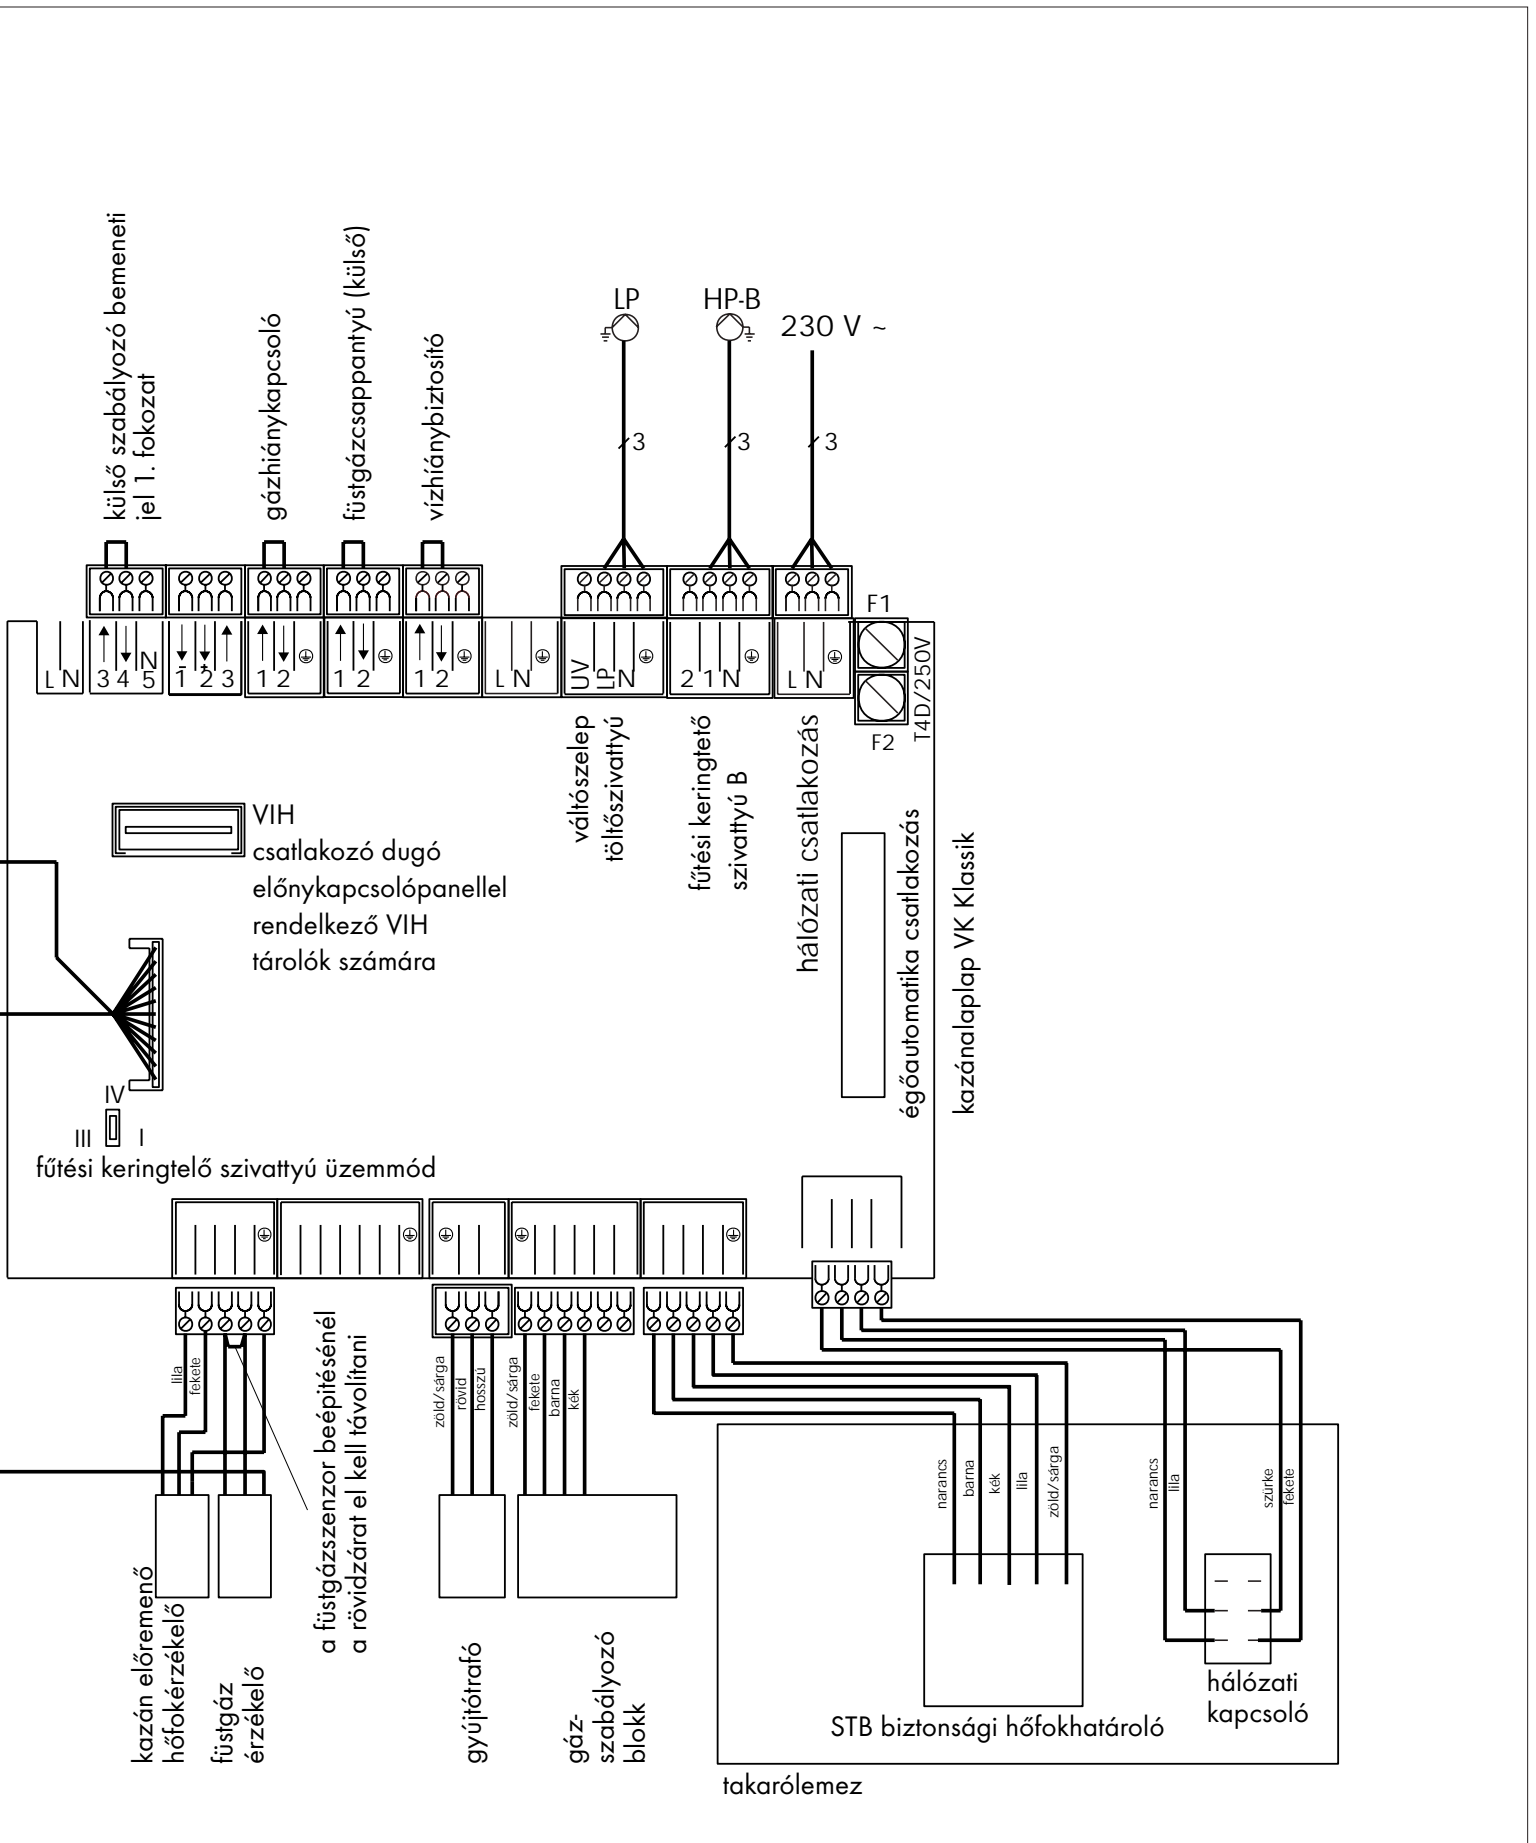 külső szabályozó bemeneti
jel 1. fokozat
gázhiánykapcsoló
füstgázcsappantyú (külső)
vízhiánybiztosító
LP
HP-B
230 V ~
3
3
3
L N
3 4 N 5
1 2 3
- +
1 2
1 2
1 2
L N
UV LP N
2 1 N
L N
F1
F2
T4D/250V
váltószelep
töltőszivattyú
fűtési keringtető
szivattyú B
hálózati csatlakozás
égőautomatika csatlakozás
kazánalaplap VK Klassik
VIH
csatlakozó dugó
előnykapcsolópanellel
rendelkező VIH
tárolók számára
IV
III I
fűtési keringtelő szivattyú üzemmód
lila
fekete
a füstgázszenzor beépítésénél
a rövidzárat el kell távolítani
zöld/sárga
rövid
hosszú
zöld/sárga
fekete
barna
kék
narancs
barna
kék
lila
zöld/sárga
narancs
lila
szürke
fekete
kazán előremenő
hőfokérzékelő
füstgáz
érzékelő
gyújtótrafó
gáz-
szabályozó
blokk
STB biztonsági hőfokhatároló
hálózati
kapcsoló
takarólemez